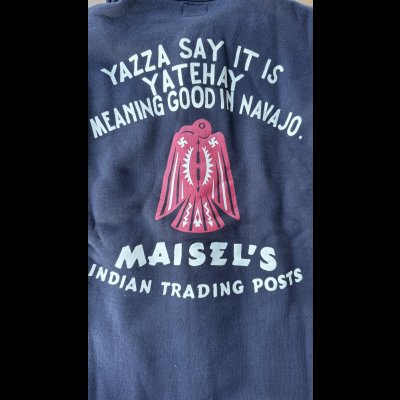 YAZZA SAY IT IS
YATEHAY
MEANING GOOD IN NAVAJO.
MAISEL'S
INDIAN TRADING POSTS